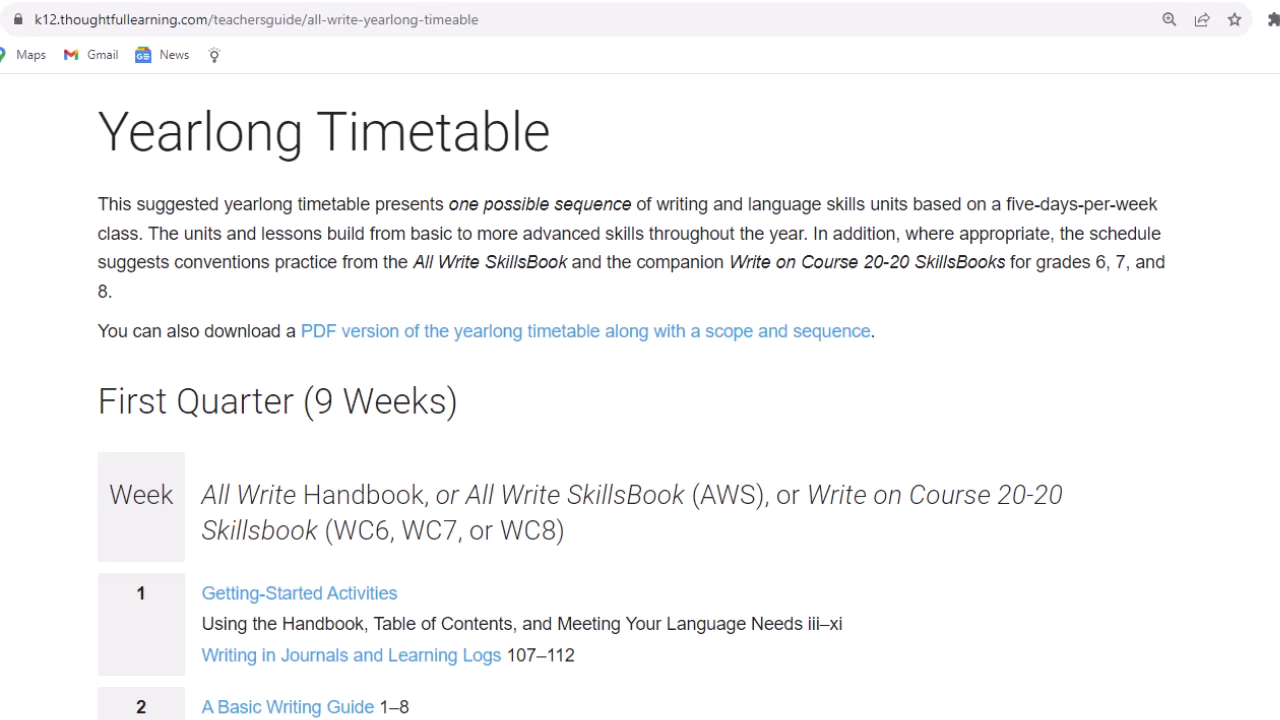 k12.thoughtfullearning.com/teachersguide/all-write-yearlong-timeable
Maps Gmail News
Yearlong Timetable
This suggested yearlong timetable presents one possible sequence of writing and language skills units based on a five-days-per-week
class. The units and lessons build from basic to more advanced skills throughout the year. In addition, where appropriate, the schedule
suggests conventions practice from the All Write SkillsBook and the companion Write on Course 20-20 SkillsBooks for grades 6, 7, and
8.
You can also download a PDF version of the yearlong timetable along with a scope and sequence.
First Quarter (9 Weeks)
Week All Write Handbook, or All Write SkillsBook (AWS), or Write on Course 20-20
Skillsbook (WC6, WC7, or WC8)
1 Getting-Started Activities
Using the Handbook, Table of Contents, and Meeting Your Language Needs iii–xi
Writing in Journals and Learning Logs 107–112
2 A Basic Writing Guide 1–8